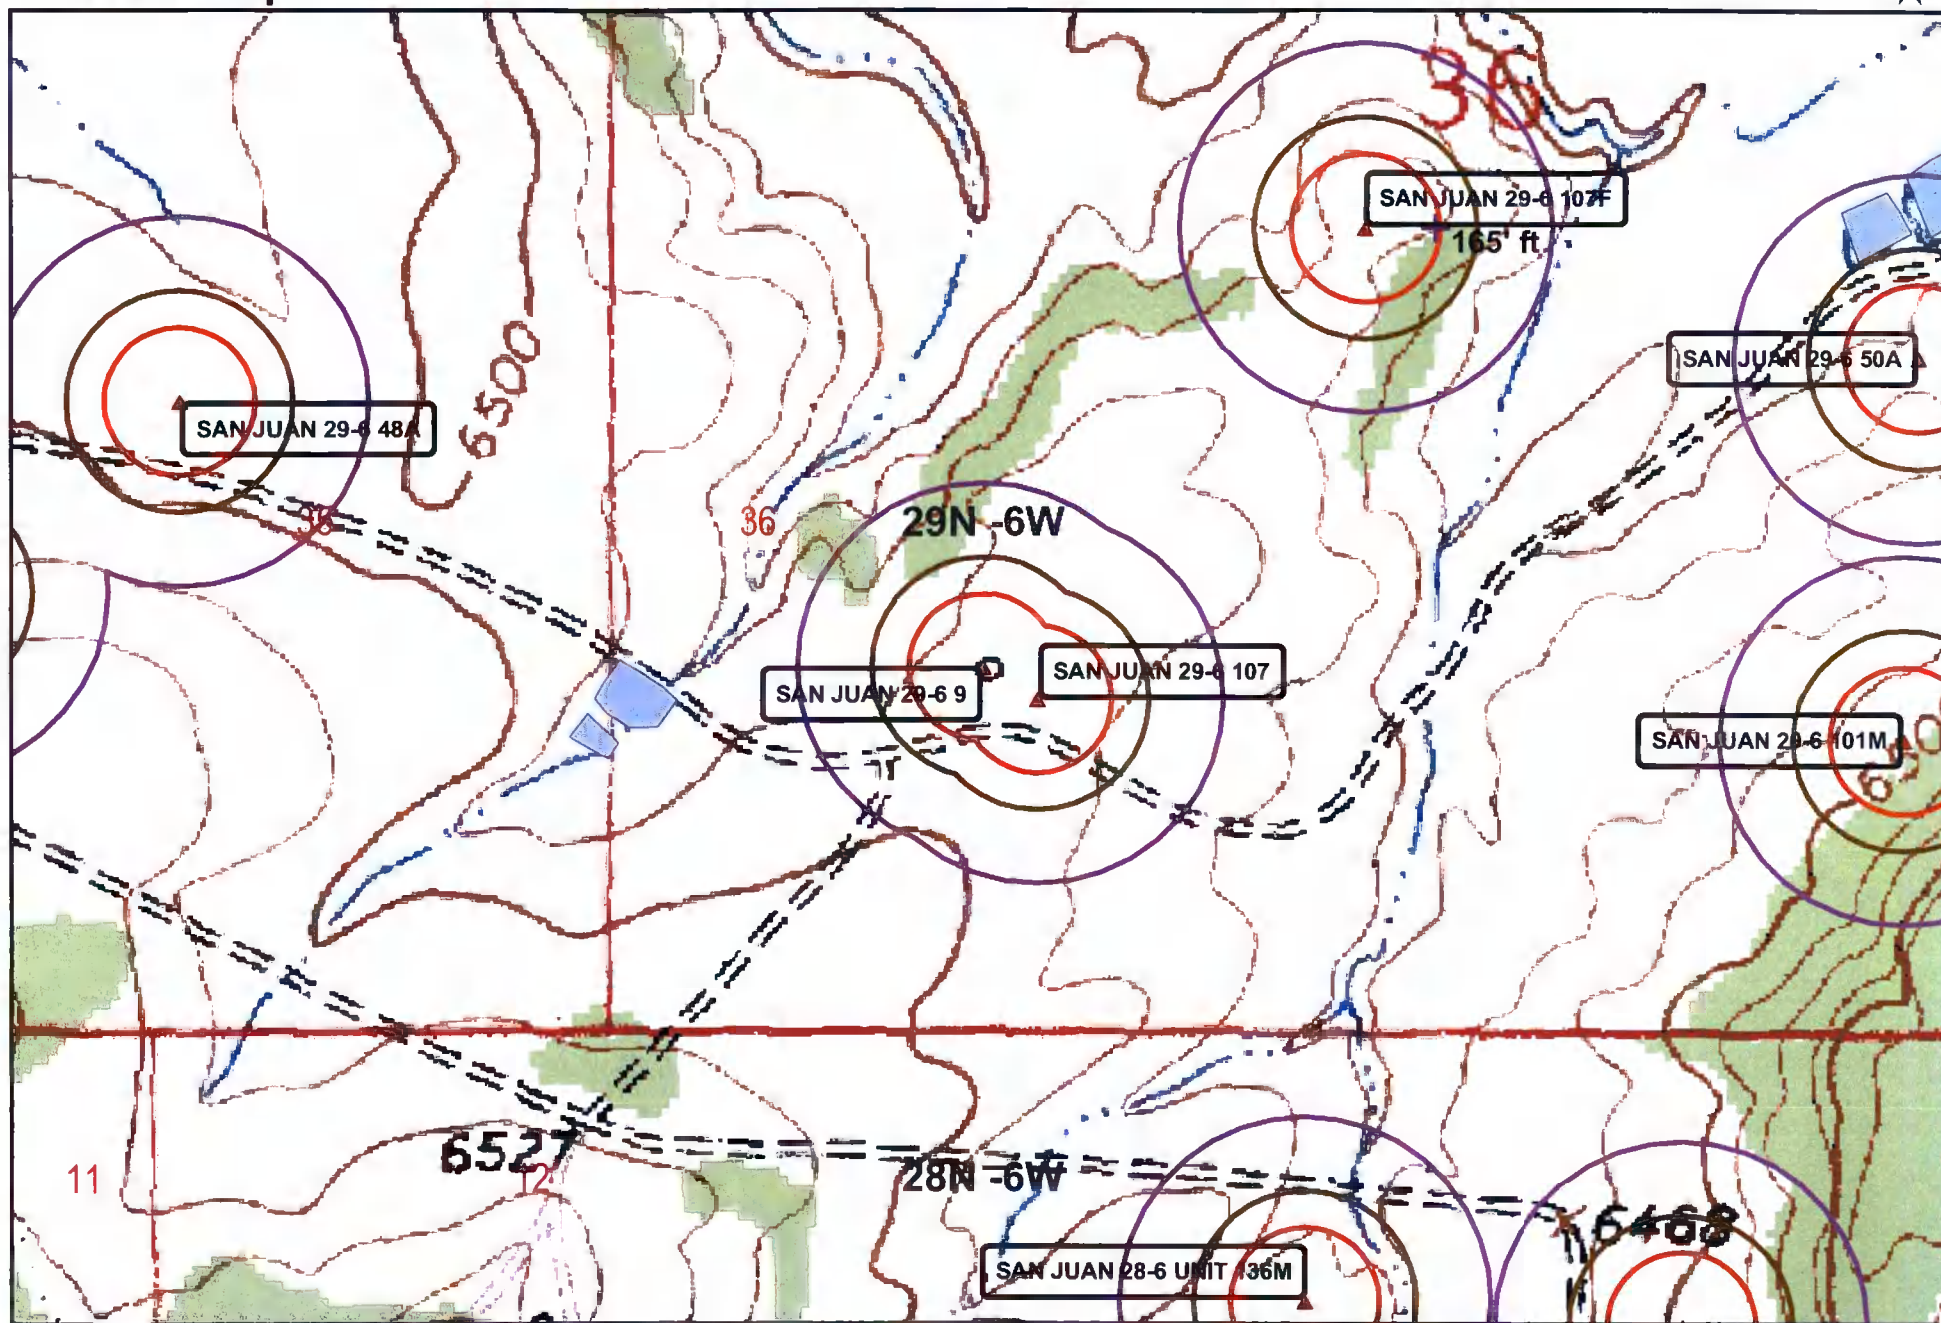 36
SAN JUAN 29-6 107F
165' ft
SAN JUAN 29-6 50A
6500
SAN JUAN 29-6 48A
36
29N -6W
SAN JUAN 29-6 107
SAN JUAN 29-6 9
SAN JUAN 29-6 101M
6527
11
12
28N -6W
6468
SAN JUAN 28-6 UNIT 136M